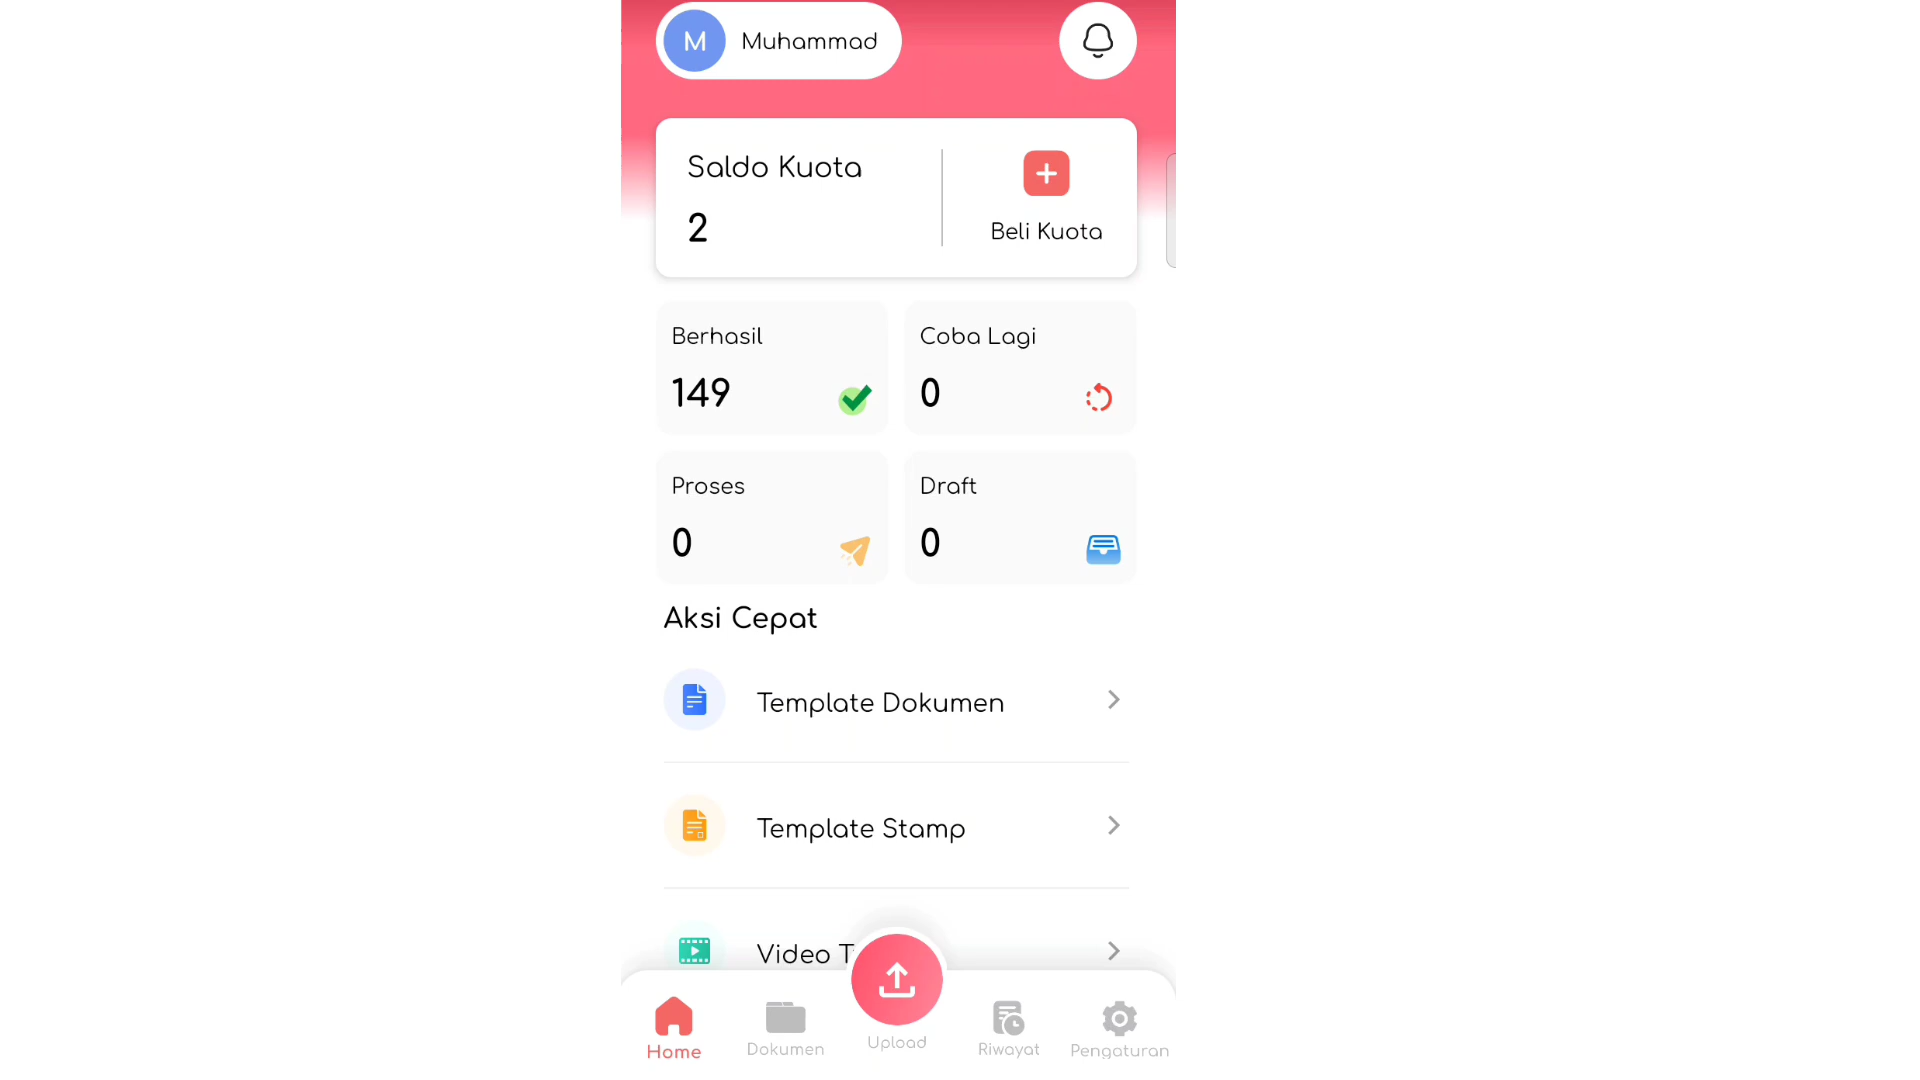 M Muhammad
Saldo Kuota
2
Beli Kuota
Berhasil
149
Coba Lagi
0
Proses
0
Draft
0
Aksi Cepat
Template Dokumen
Template Stamp
Video T
Home
Dokumen
Upload
Riwayat
Pengaturan